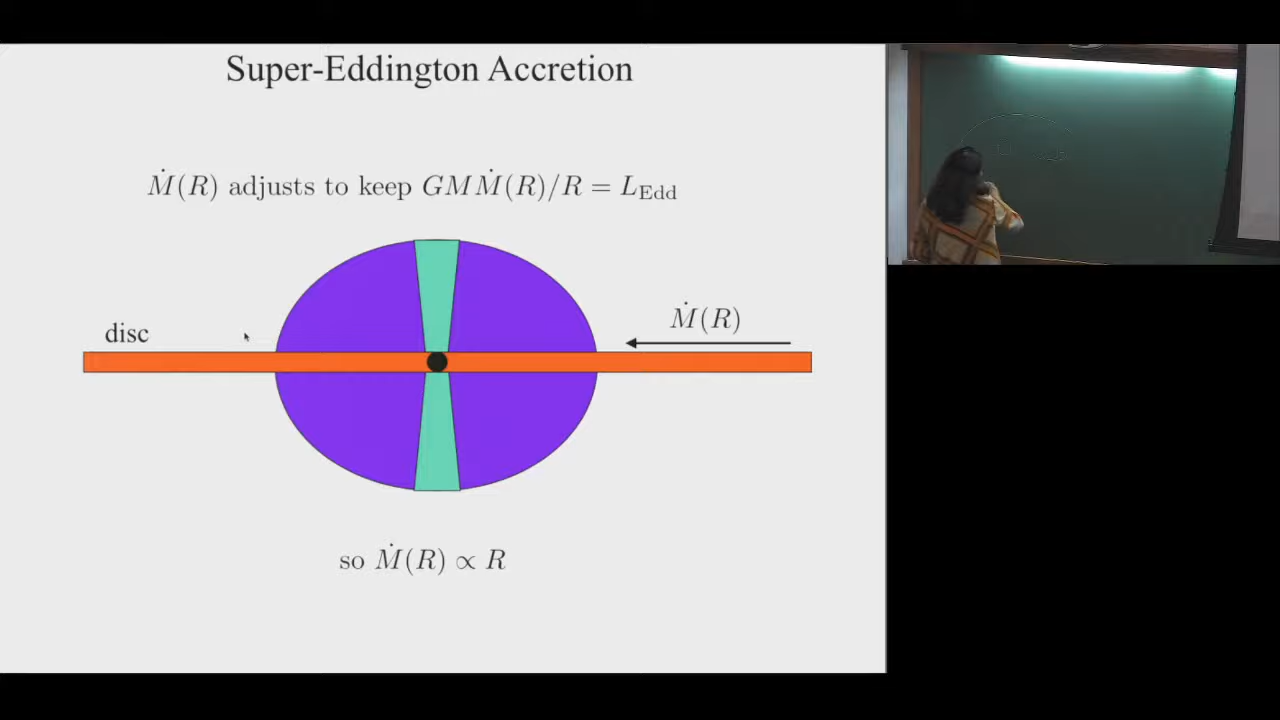 Super-Eddington Accretion
Ṁ(R) adjusts to keep GMṀ(R)/R = L_Edd
Ṁ(R)
disc
so Ṁ(R) ∝ R